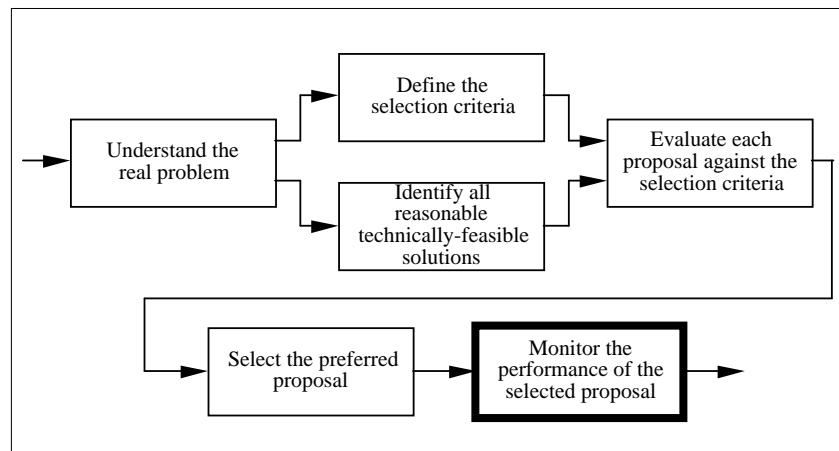 Understand the
real problem
Define the
selection criteria
Identify all
reasonable
technically-feasible
solutions
Evaluate each
proposal against the
selection criteria
Select the preferred
proposal
Monitor the
performance of the
selected proposal